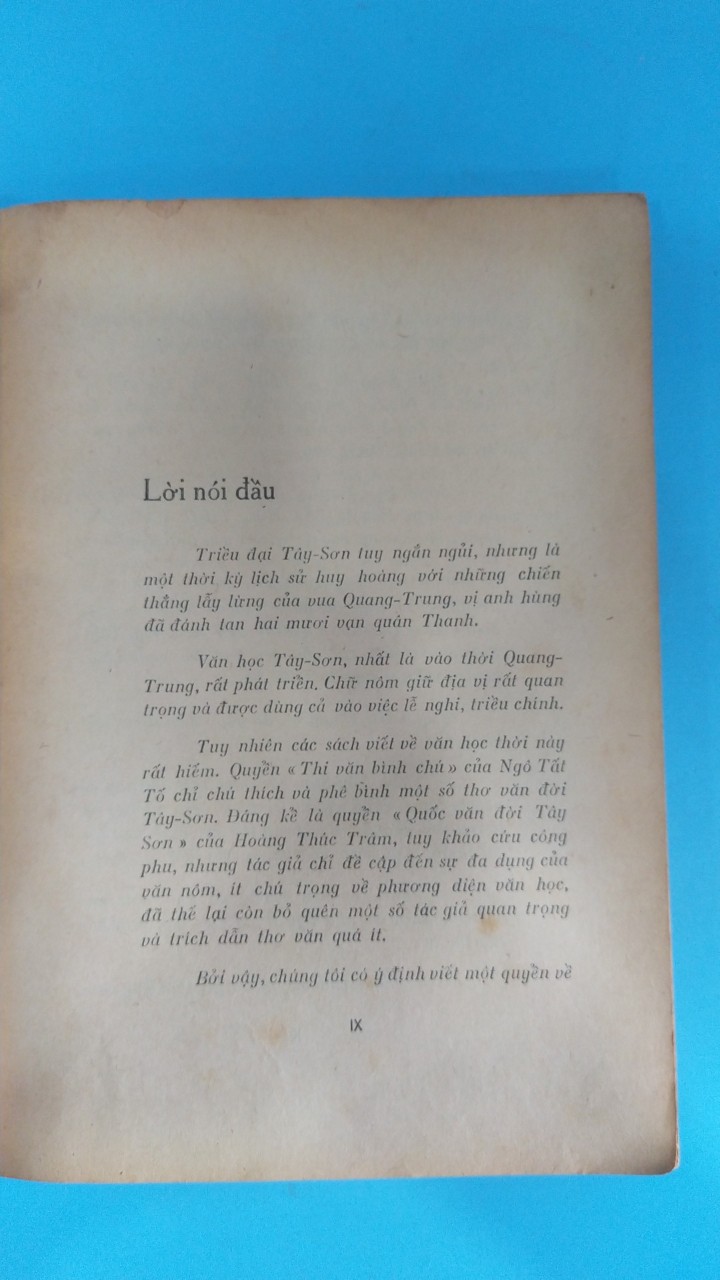 Lời nói đầu
Triều đại Tây-Sơn tuy ngắn ngủi, nhưng là
một thời kỳ lịch sử huy hoàng với những chiến
thắng lẫy lừng của vua Quang-Trung, vị anh hùng
đã đánh tan hai mươi vạn quân Thanh.
Văn học Tây-Sơn, nhất là vào thời Quang-
Trung, rất phát triển. Chữ nôm giữ địa vị rất quan
trọng và được dùng cả vào việc lễ nghi, triều chính.
Tuy nhiên các sách viết về văn học thời này
rất hiếm. Quyển « Thi văn bình chú » của Ngô Tất
Tố chỉ chú thích và phê bình một số thơ văn đời
Tây-Sơn. Đáng kể là quyển « Quốc văn đời Tây
Sơn » của Hoàng Thúc Trâm, tuy khảo cứu công
phu, nhưng tác giả chỉ đề cập đến sự đa dụng của
văn nôm, ít chú trọng về phương diện văn học,
đã thế lại còn bỏ quên một số tác giả quan trọng
và trích dẫn thơ văn quá ít.
Bởi vậy, chúng tôi có ý định viết một quyển về
IX